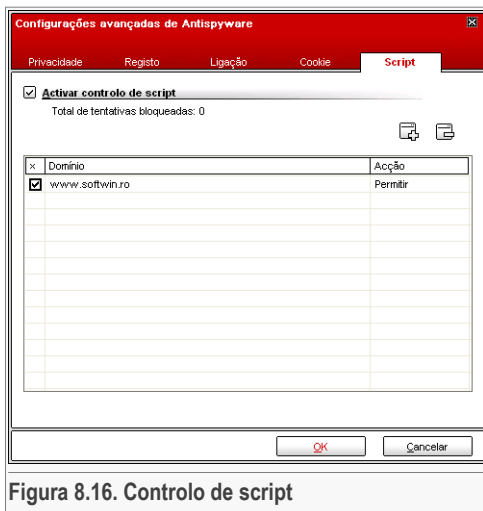 Configurações avançadas de Antispyware
Privacidade Registo Ligação Cookie Script
Activar controlo de script
Total de tentativas bloqueadas: 0
× Domínio Acção
www.softwin.ro Permitir
OK Cancelar
Figura 8.16. Controlo de script